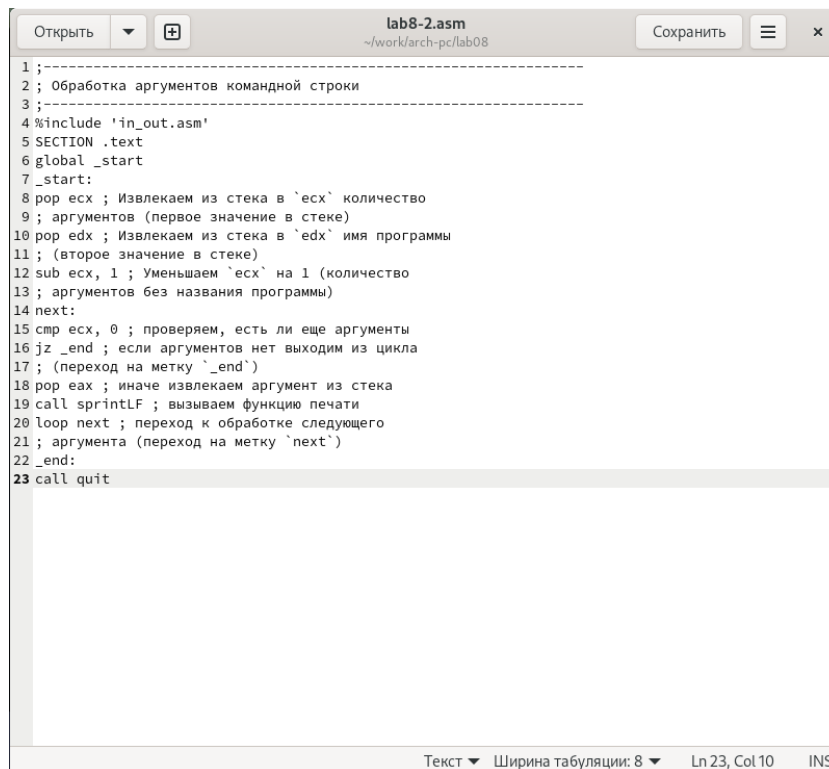 Открыть
lab8-2.asm
~/work/arch-pc/lab08
Сохранить
1 ;-----------------------------------------------------------------
2 ; Обработка аргументов командной строки
3 ;-----------------------------------------------------------------
4 %include 'in_out.asm'
5 SECTION .text
6 global _start
7 _start:
8 pop ecx ; Извлекаем из стека в `ecx` количество
9 ; аргументов (первое значение в стеке)
10 pop edx ; Извлекаем из стека в `edx` имя программы
11 ; (второе значение в стеке)
12 sub ecx, 1 ; Уменьшаем `ecx` на 1 (количество
13 ; аргументов без названия программы)
14 next:
15 cmp ecx, 0 ; проверяем, есть ли еще аргументы
16 jz _end ; если аргументов нет выходим из цикла
17 ; (переход на метку `_end`)
18 pop eax ; иначе извлекаем аргумент из стека
19 call sprintLF ; вызываем функцию печати
20 loop next ; переход к обработке следующего
21 ; аргумента (переход на метку `next`)
22 _end:
23 call quit
Текст Ширина табуляции: 8 Ln 23, Col 10 INS